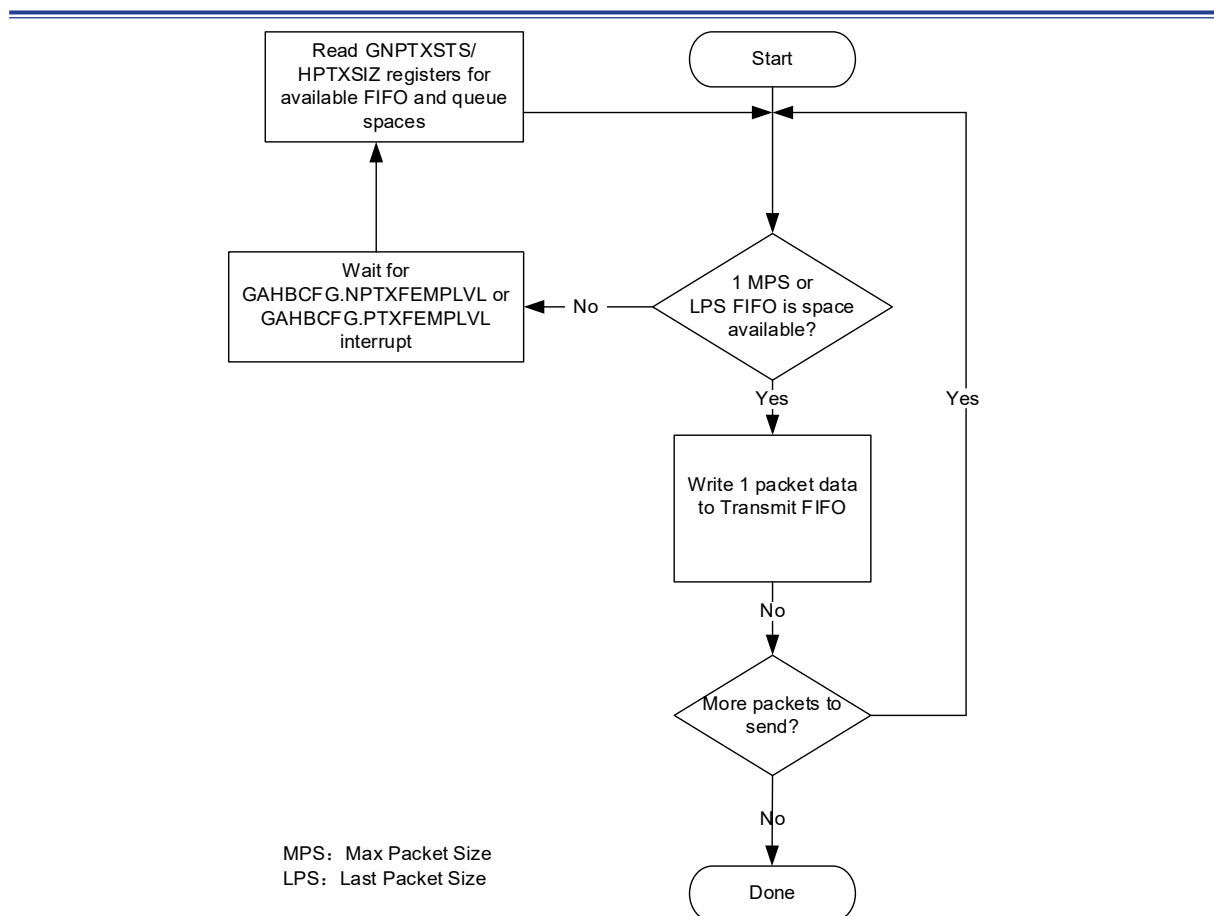 Read GNPTXSTS/
HPTXSIZ registers for
available FIFO and queue
spaces
Start
Wait for
GAHBCFG.NPTXFEMPLVL or
GAHBCFG.PTXFEMPLVL
interrupt
No
1 MPS or
LPS FIFO is space
available?
Yes
Yes
Write 1 packet data
to Transmit FIFO
No
More packets to
send?
No
MPS：Max Packet Size
LPS：Last Packet Size
Done